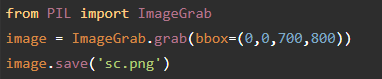 from PIL import ImageGrab
image = ImageGrab.grab(bbox=(0,0,700,800))
image.save('sc.png')